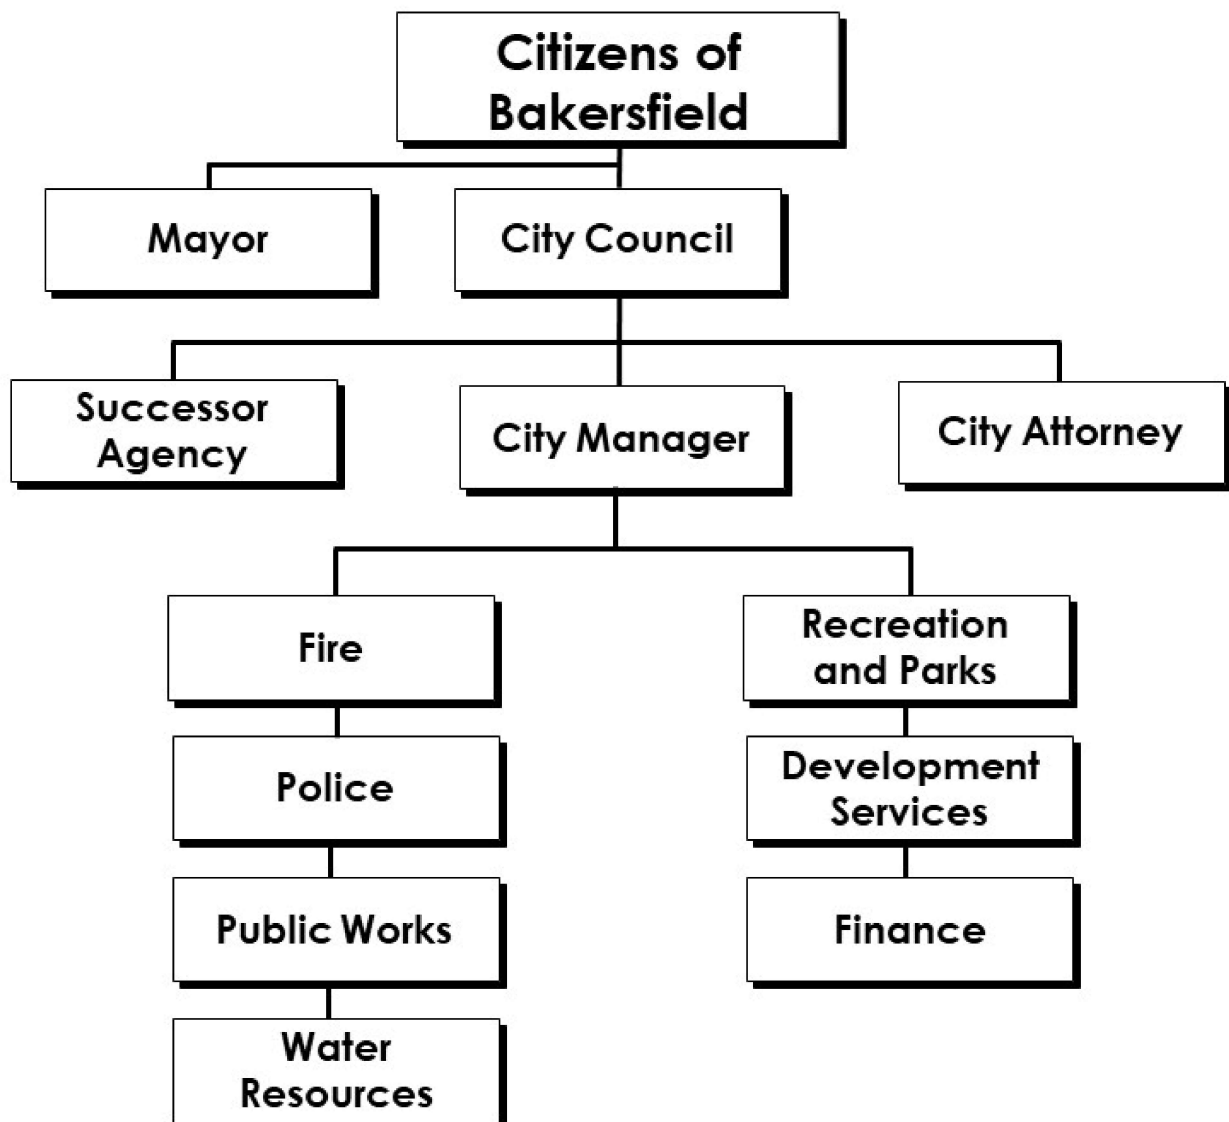 Citizens of
Bakersfield
Mayor
City Council
Successor
Agency
City Manager
City Attorney
Fire
Recreation
and Parks
Police
Development
Services
Public Works
Finance
Water
Resources